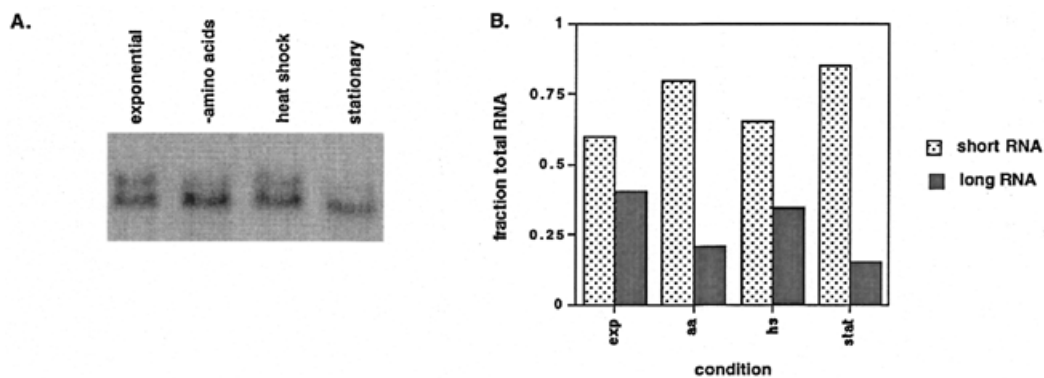 A.
exponential
-amino acids
heat shock
stationary
B.
fraction total RNA
1
0.75
0.5
0.25
0
exp
aa
hs
stat
condition
short RNA
long RNA